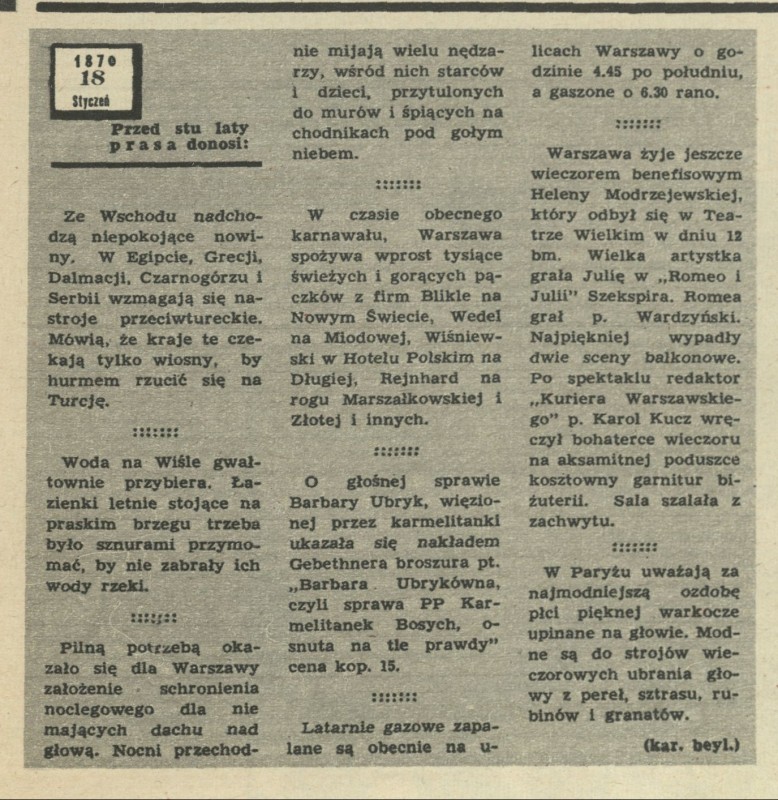 1870
18
Styczeń
Przed stu laty
prasa donosi:
Ze Wschodu nadcho-
dzą niepokojące nowi-
ny. W Egipcie, Grecji,
Dalmacji, Czarnogórzu i
Serbii wzmagają się na-
stroje przeciwtureckie.
Mówią, że kraje te cze-
kają tylko wiosny, by
hurmem rzucić się na
Turcję.
:::::::
Woda na Wiśle gwał-
townie przybiera. Ła-
zienki letnie stojące na
praskim brzegu trzeba
było sznurami przymo-
mać, by nie zabrały ich
wody rzeki.
:::::::
Pilną potrzebą oka-
zało się dla Warszawy
założenie schronienia
noclegowego dla nie
mających dachu nad
głową. Nocni przechod-
nie mijają wielu nędza-
rzy, wśród nich starców
i dzieci, przytulonych
do murów i śpiących na
chodnikach pod gołym
niebem.
:::::::
W czasie obecnego
karnawału, Warszawa
spożywa wprost tysiące
świeżych i gorących pą-
czków z firm Blikle na
Nowym Świecie, Wedel
na Miodowej, Wiśniew-
ski w Hotelu Polskim na
Długiej, Rejnhard na
rogu Marszałkowskiej i
Złotej i innych.
:::::::
O głośnej sprawie
Barbary Ubryk, więzio-
nej przez karmelitanki
ukazała się nakładem
Gebethnera broszura pt.
„Barbara Ubrykówna,
czyli sprawa PP Kar-
melitanek Bosych, o-
snuta na tle prawdy"
cena kop. 15.
:::::::
Latarnie gazowe zapa-
lane są obecnie na u-
licach Warszawy o go-
dzinie 4.45 po południu,
a gaszone o 6.30 rano.
:::::::
Warszawa żyje jeszcze
wieczorem benefisowym
Heleny Modrzejewskiej,
który odbył się w Tea-
trze Wielkim w dniu 12
bm. Wielka artystka
grała Julię w „Romeo i
Julii" Szekspira. Romea
grał p. Wardzyński.
Najpiękniej wypadły
dwie sceny balkonowe.
Po spektaklu redaktor
„Kuriera Warszawskie-
go" p. Karol Kucz wrę-
czył bohaterce wieczoru
na aksamitnej poduszce
kosztowny garnitur bi-
żuterii. Sala szalała z
zachwytu.
:::::::
W Paryżu uważają za
najmodniejszą ozdobę
płci pięknej warkocze
upinane na głowie. Mod-
ne są do strojów wie-
czorowych ubrania gło-
wy z pereł, sztrasu, ru-
binów i granatów.
(kar. beyl.)